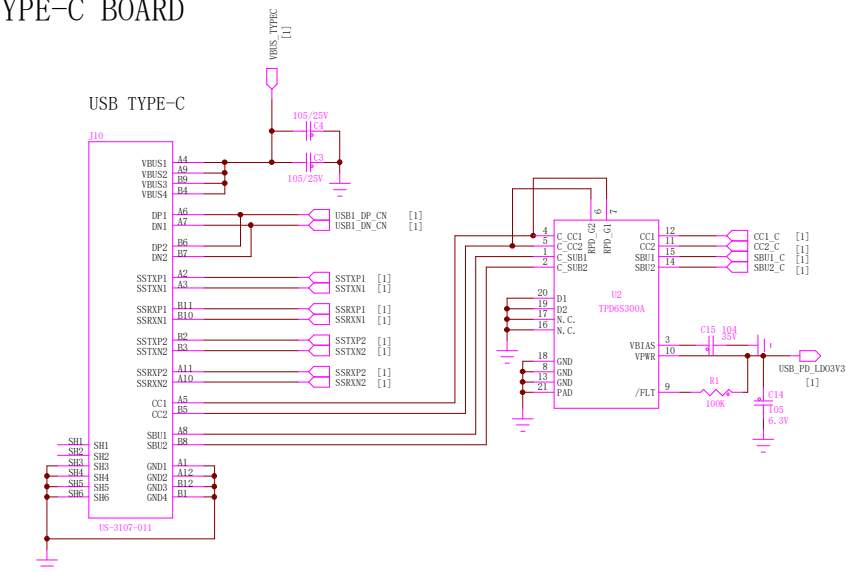 YPE-C BOARD
VBUS_TYPEC
[1]
USB TYPE-C
J10
105/25V
C4
C3
105/25V
VBUS1 A4
VBUS2 A9
VBUS3 B9
VBUS4 B4
DP1 A6 USB1_DP_CN [1]
DN1 A7 USB1_DN_CN [1]
DP2 B6
DN2 B7
SSTXP1 A2 SSTXP1 [1]
SSTXN1 A3 SSTXN1 [1]
SSRXP1 B11 SSRXP1 [1]
SSRXN1 B10 SSRXN1 [1]
SSTXP2 B2 SSTXP2 [1]
SSTXN2 B3 SSTXN2 [1]
SSRXP2 A11 SSRXP2 [1]
SSRXN2 A10 SSRXN2 [1]
CC1 A5
CC2 B5
SBU1 A8
SBU2 B8
SH1 SH1
SH2 SH2
SH3 SH3
SH4 SH4
SH5 SH5
SH6 SH6
GND1 A1
GND2 A12
GND3 B12
GND4 B1
US-3107-011
6 RPD_G2
7 RPD_G1
4 C_CC1
5 C_CC2
1 C_SUB1
2 C_SUB2
20 D1
19 D2
17 N.C.
16 N.C.
18 GND
8 GND
13 GND
21 PAD
U2
TPD6S300A
CC1 12 CC1_C [1]
CC2 11 CC2_C [1]
SBU1 15 SBU1_C [1]
SBU2 14 SBU2_C [1]
VBIAS 3
VPWR 10
/FLT 9
C15 104
35V
R1
100K
C14
105
6.3V
USB_PD_LDO3V3
[1]